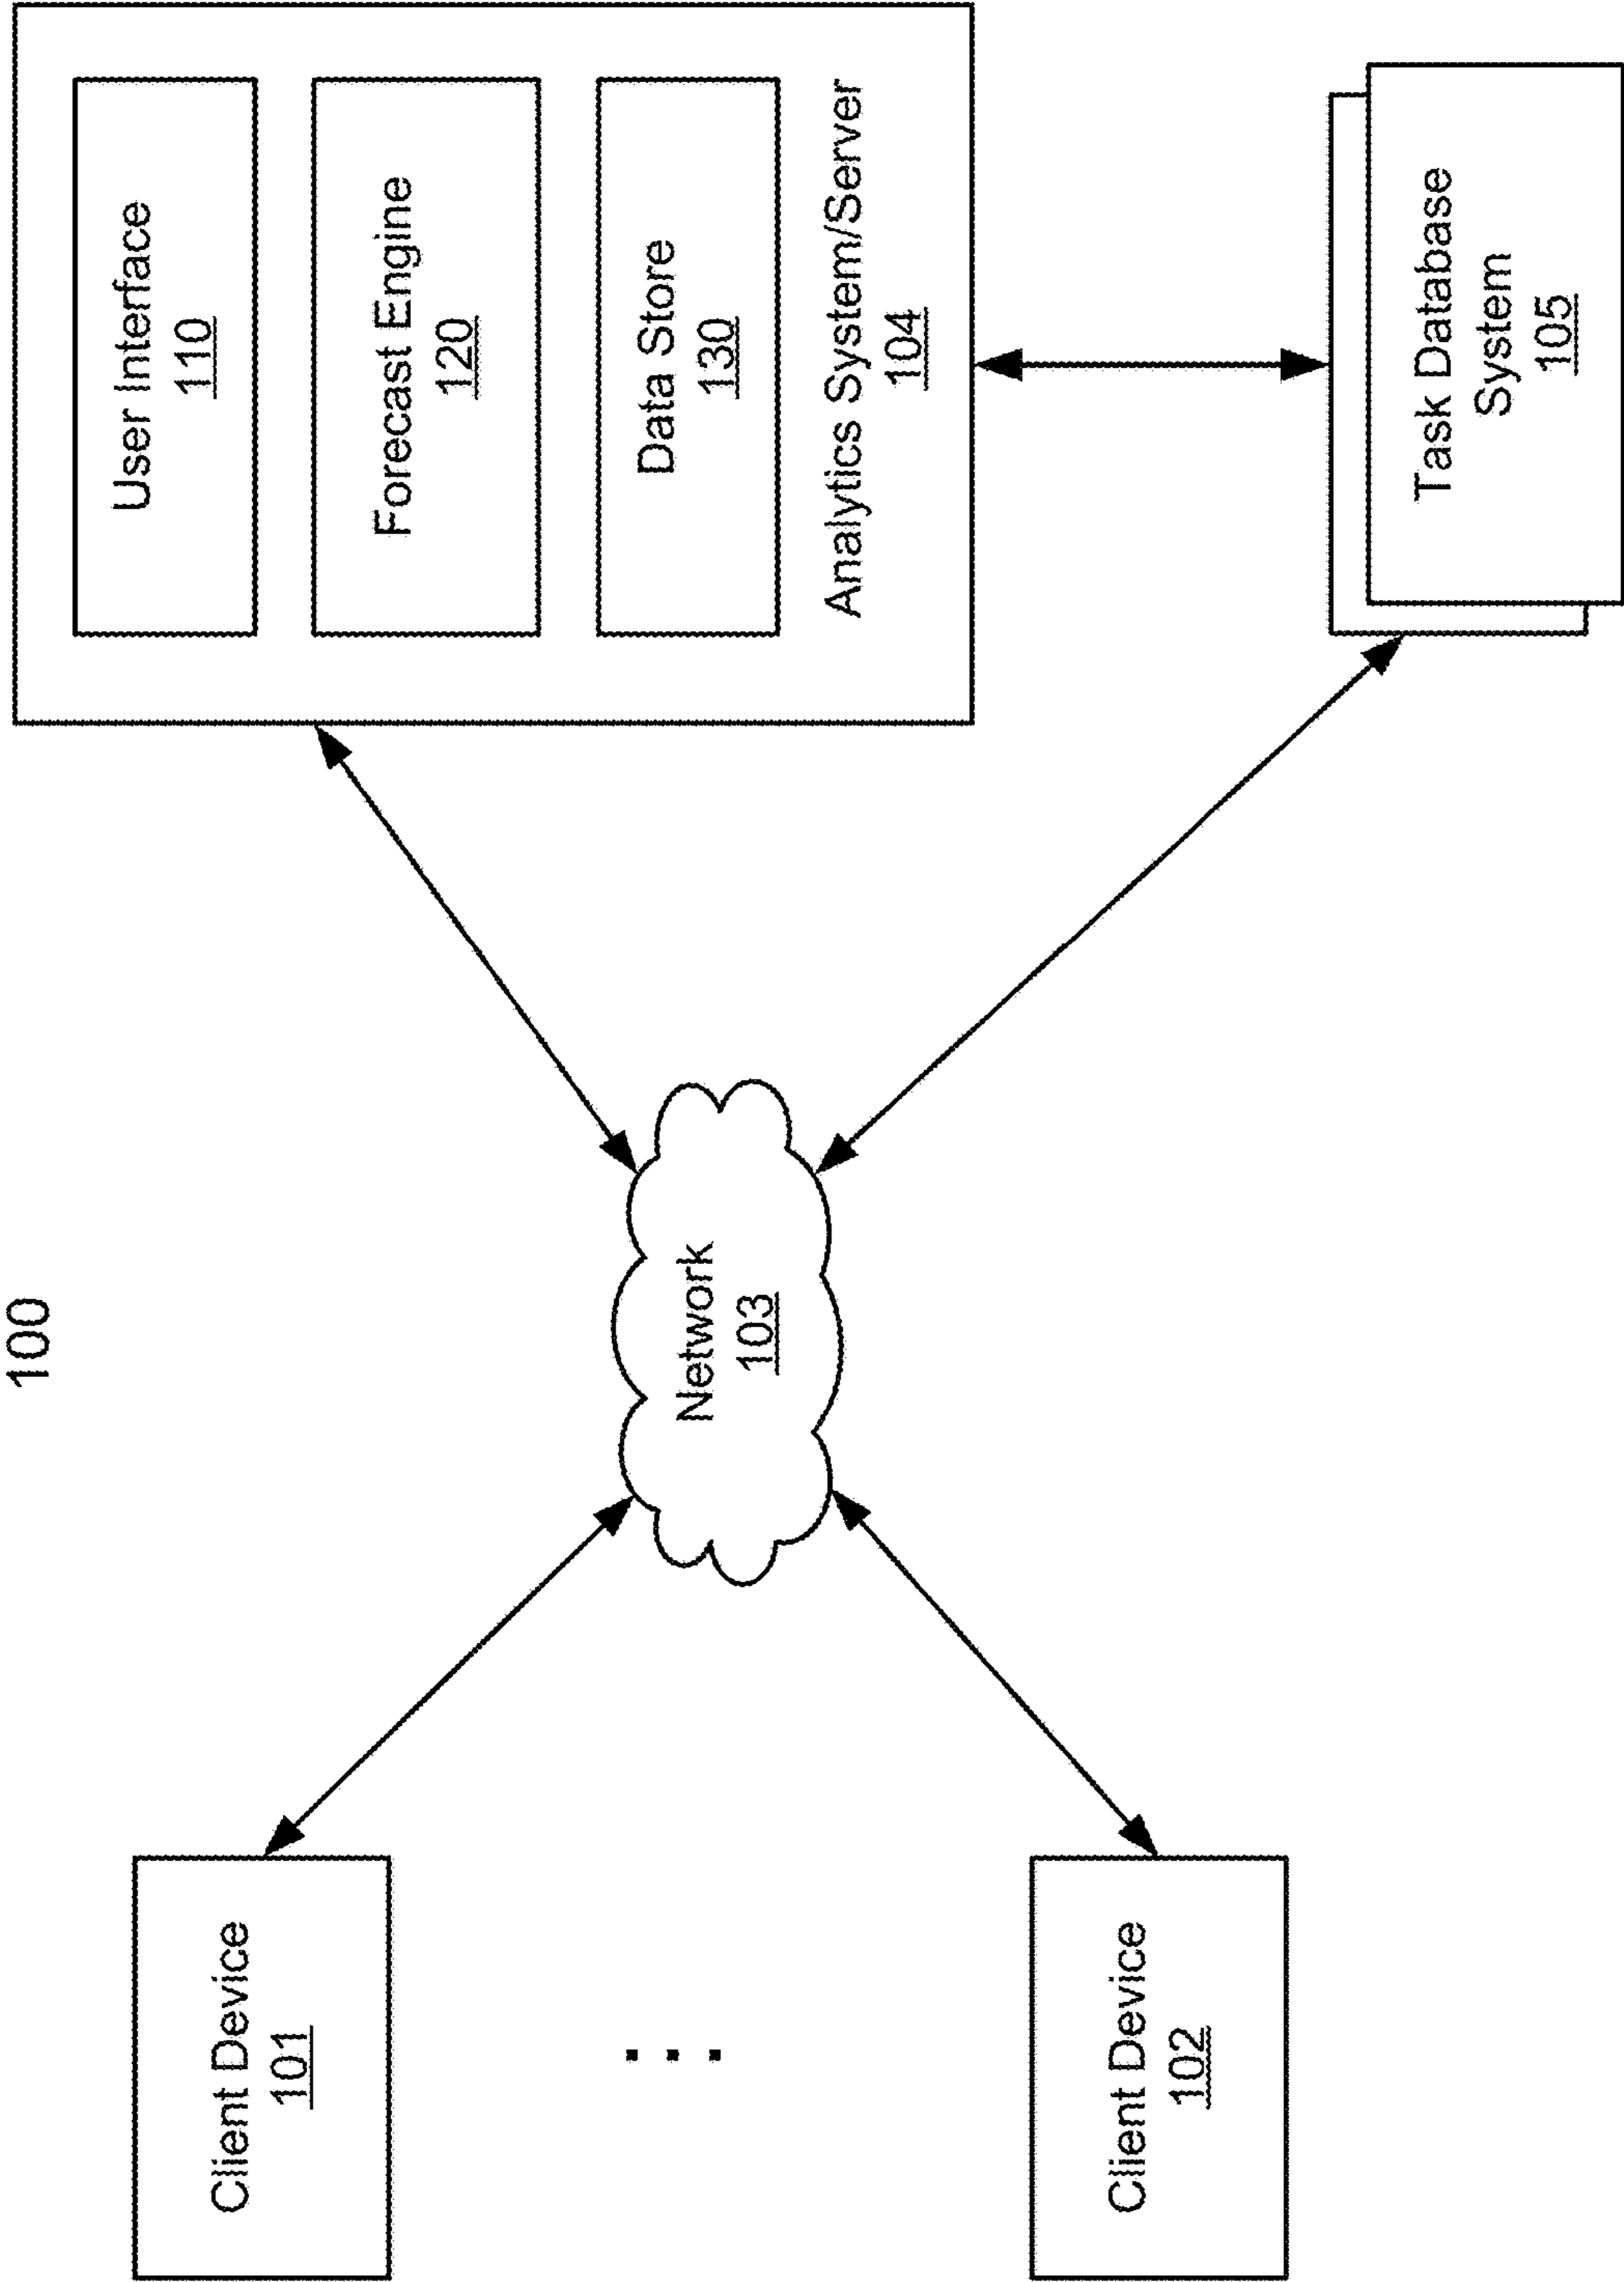 100
Client Device
101
...
Client Device
102
Network
103
User Interface
110
Forecast Engine
120
Data Store
130
Analytics System/Server
104
Task Database
System
105